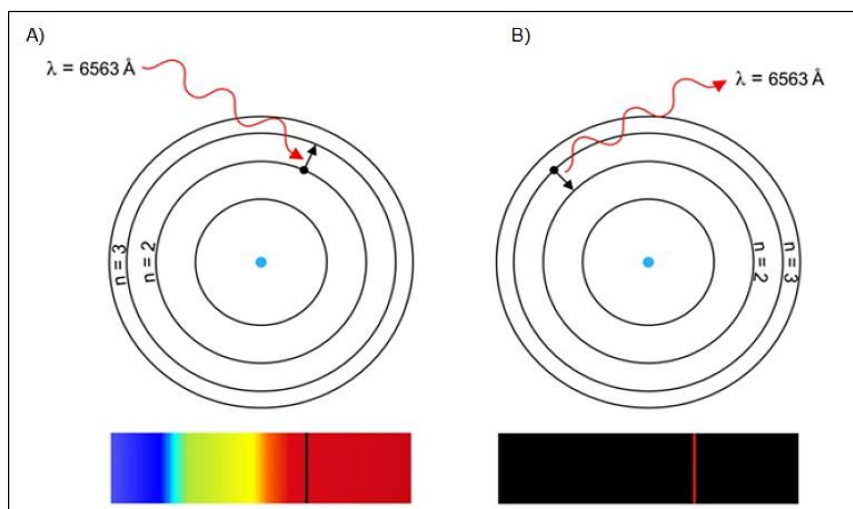 A)
λ = 6563 Å
n = 3
n = 2
B)
λ = 6563 Å
n = 2
n = 3